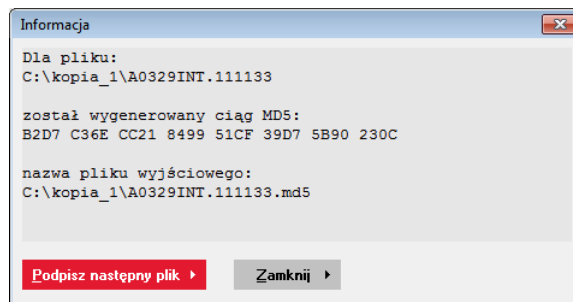 Informacja
Dla pliku:
C:\kopia_1\A0329INT.111133
został wygenerowany ciąg MD5:
B2D7 C36E CC21 8499 51CF 39D7 5B90 230C
nazwa pliku wyjściowego:
C:\kopia_1\A0329INT.111133.md5
Podpisz następny plik
Zamknij